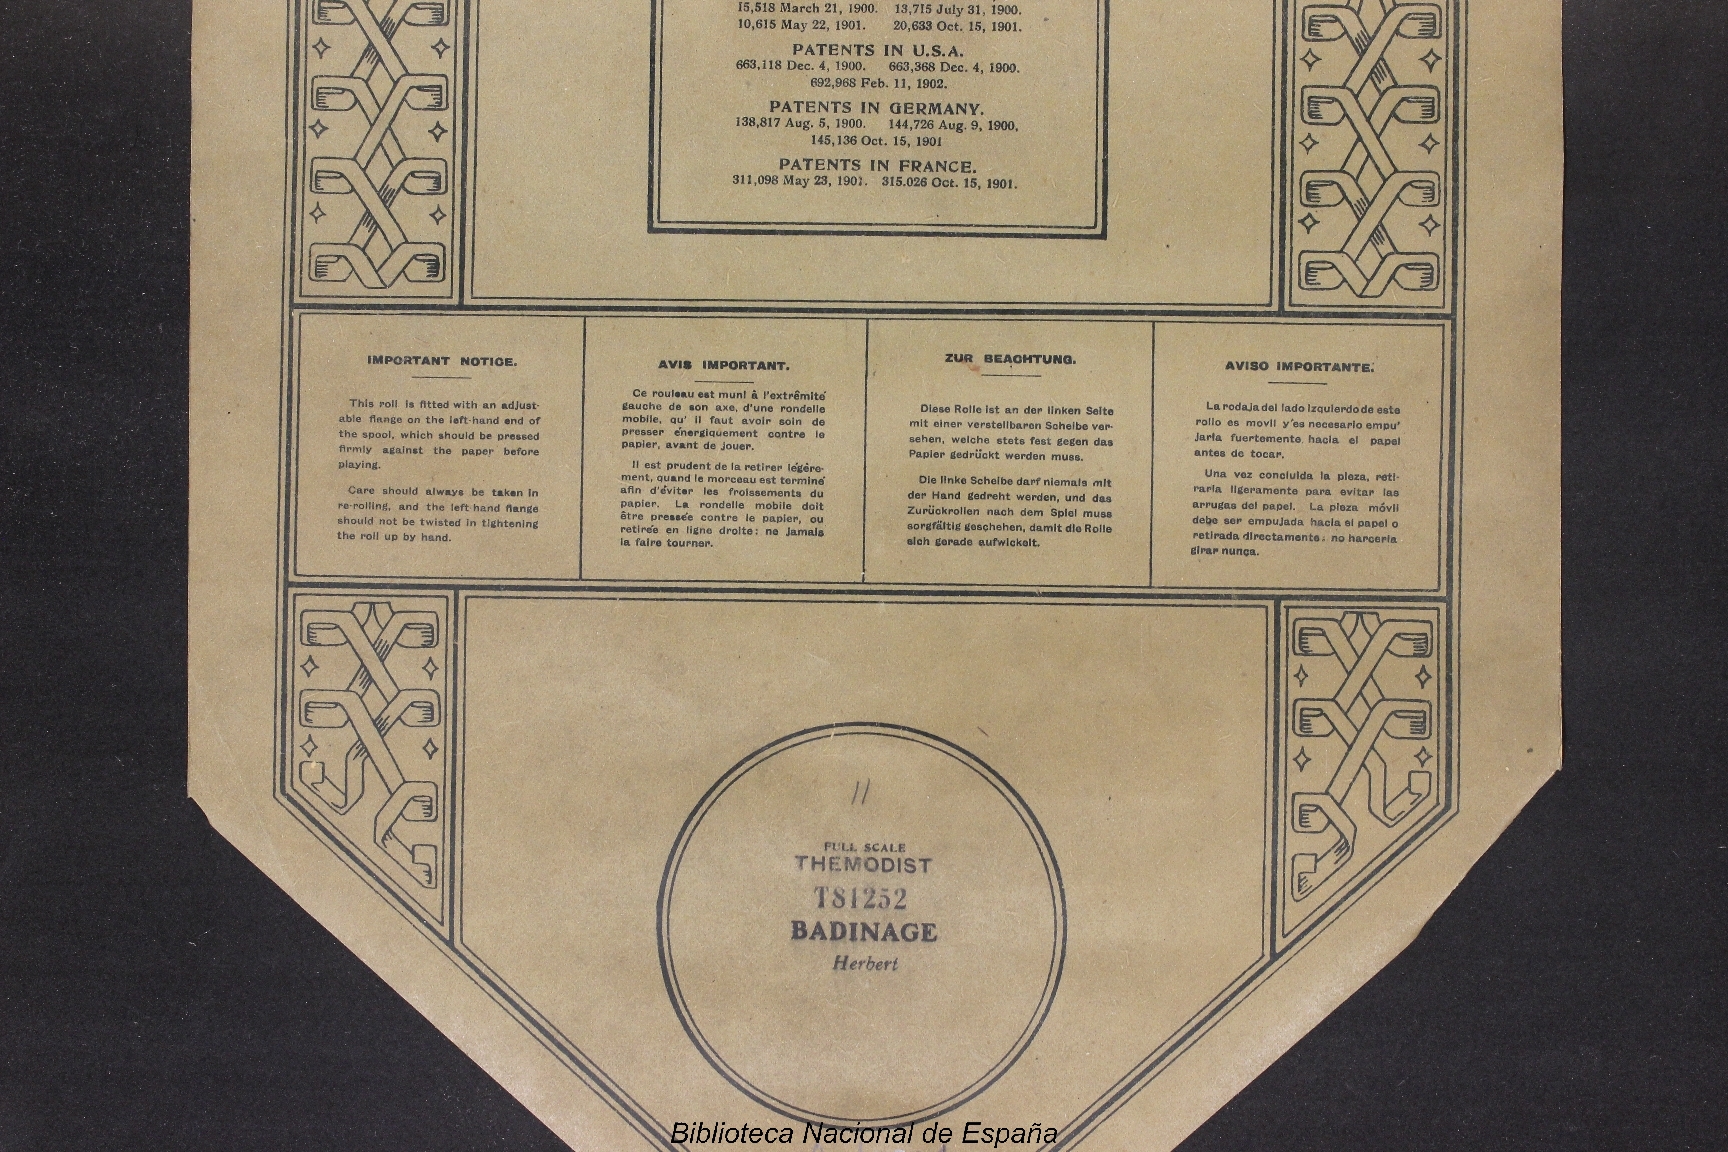 15,518 March 21, 1900. 13,715 July 31, 1900.
10,615 May 22, 1901. 20,633 Oct. 15, 1901.
PATENTS IN U.S.A.
663,118 Dec. 4, 1900. 663,368 Dec. 4, 1900.
692,968 Feb. 11, 1902.
PATENTS IN GERMANY.
138,817 Aug. 5, 1900. 144,726 Aug. 9, 1900,
145,136 Oct. 15, 1901
PATENTS IN FRANCE.
311,098 May 23, 1901. 315.026 Oct. 15, 1901.
IMPORTANT NOTICE.
This roll is fitted with an adjust-
able flange on the left-hand end of
the spool, which should be pressed
firmly against the paper before
playing.
Care should always be taken in
re-rolling, and the left hand flange
should not be twisted in tightening
the roll up by hand.
AVIS IMPORTANT.
Ce rouleau est muni à l'extrêmité
gauche de son axe, d'une rondelle
mobile, qu' il faut avoir soin de
presser énergiquement contre le
papier, avant de jouer.
Il est prudent de la retirer légère-
ment, quand le morceau est terminé
afin d'éviter les froissements du
papier. La rondelle mobile doit
être pressée contre le papier, ou
retirée en ligne droite: ne jamais
la faire tourner.
ZUR BEACHTUNG.
Diese Rolle ist an der linken Seite
mit einer verstellbaren Scheibe ver-
sehen, welche stets fest gegen das
Papier gedrückt werden muss.
Die linke Scheibe darf niemals mit
der Hand gedreht werden, und das
Zurückrollen nach dem Spiel muss
sorgfältig geschehen, damit die Rolle
sich gerade aufwickelt.
AVISO IMPORTANTE.
La rodaja del lado Izquierdo de este
rollo es movil y'es necesario empu'
jarla fuertemente hacia el papel
antes de tocar.
Una vez concluida la pieza, reti-
rarla ligeramente para evitar las
arrugas del papel. La pieza móvil
debe ser empujada hacia el papel o
retirada directamente: no harceria
girar nunca.
11
FULL SCALE
THEMODIST
T81252
BADINAGE
Herbert
Biblioteca Nacional de España